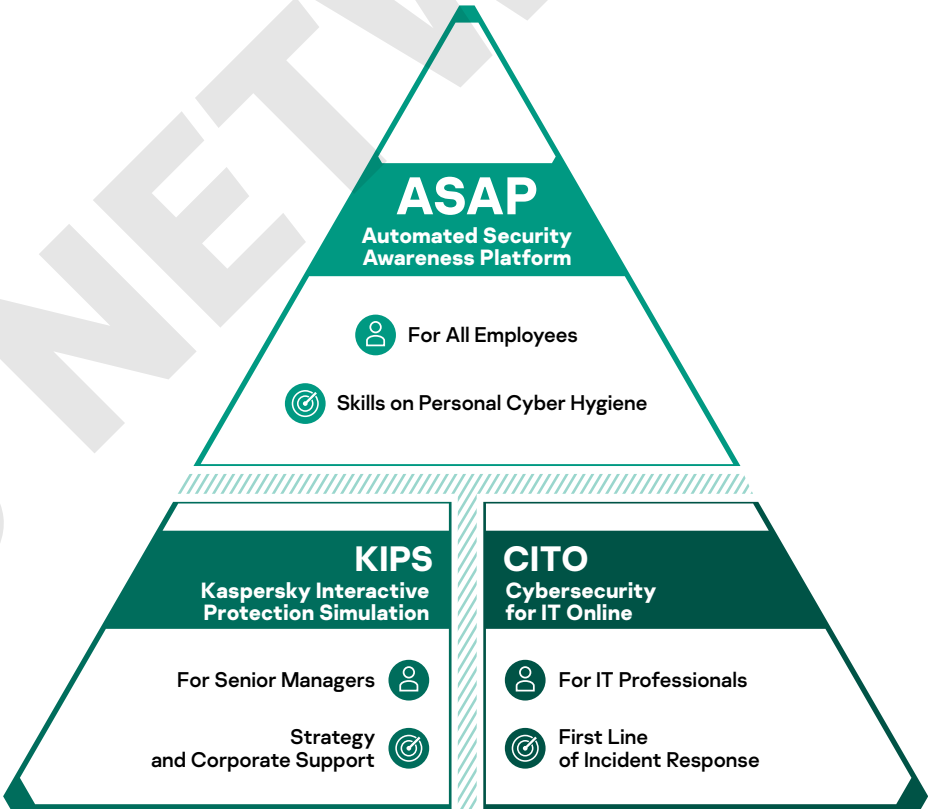 ASAP
Automated Security
Awareness Platform
For All Employees
Skills on Personal Cyber Hygiene
KIPS
Kaspersky Interactive
Protection Simulation
For Senior Managers
Strategy
and Corporate Support
CITO
Cybersecurity
for IT Online
For IT Professionals
First Line
of Incident Response